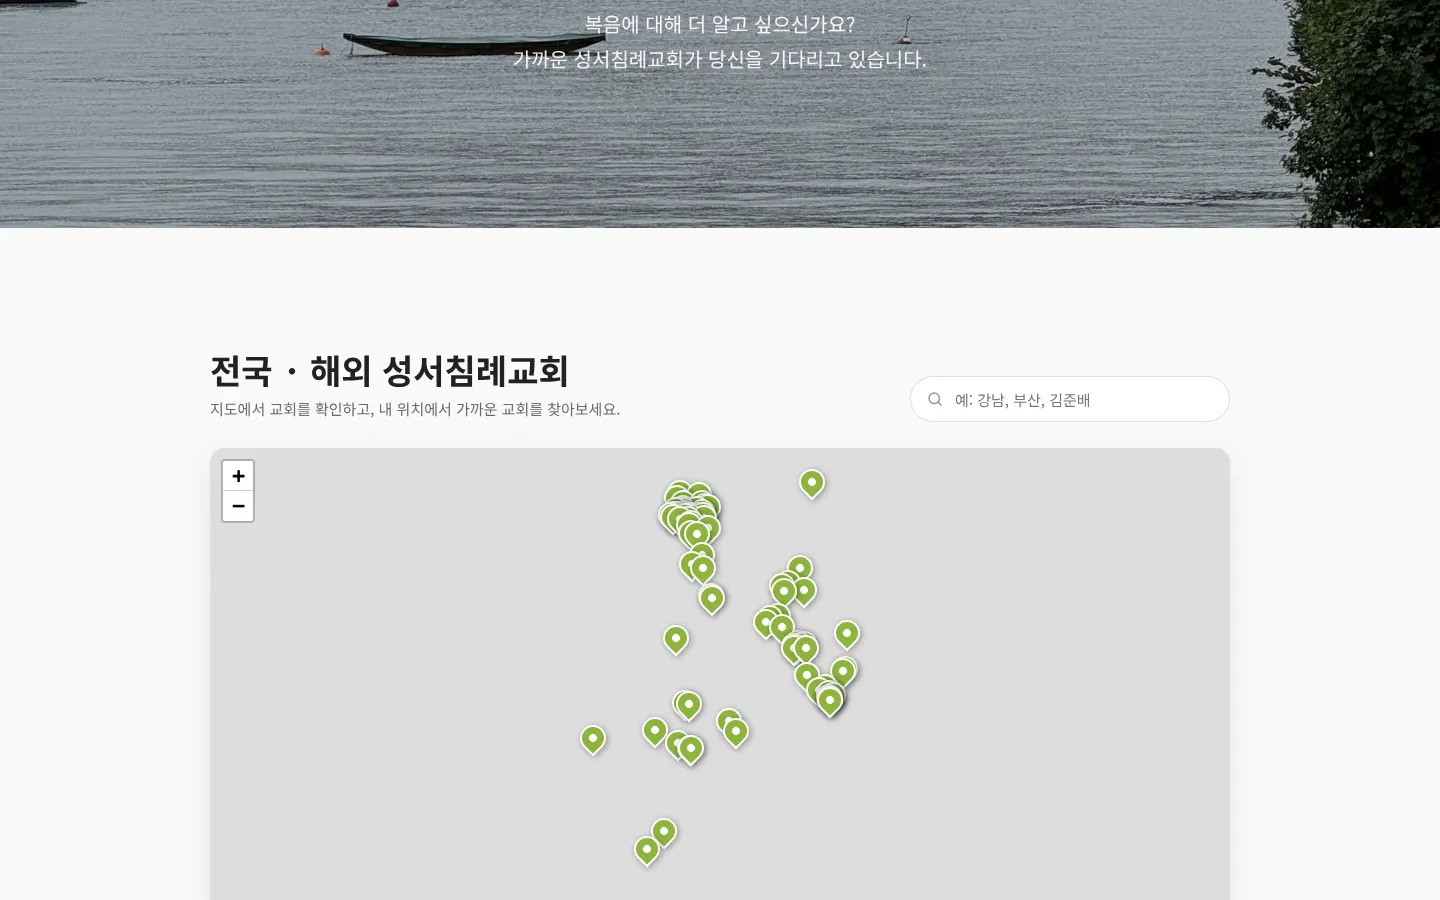 복음에 대해 더 알고 싶으신가요?
가까운 성서침례교회가 당신을 기다리고 있습니다.
전국 · 해외 성서침례교회
지도에서 교회를 확인하고, 내 위치에서 가까운 교회를 찾아보세요.
예: 강남, 부산, 김준배
+
−